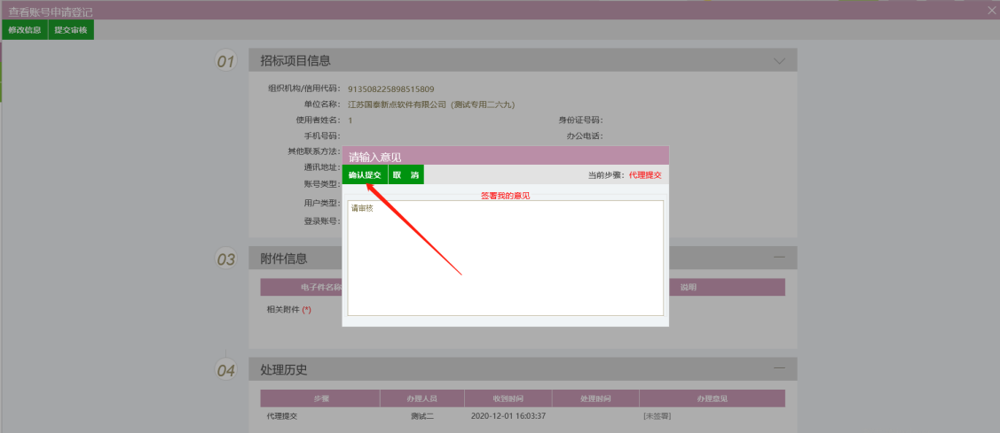 查看账号申请登记
修改信息 提交审核
01 招标项目信息
组织机构/信用代码： 913508225898515809
单位名称： 江苏国泰新点软件有限公司（测试专用二六九）
使用者姓名： 1 身份证号码：
手机号码： 办公电话：
其他联系方法：
请输入意见
通讯地址：
确认提交 取 消 当前步骤：代理提交
账号类型：
签署我的意见
用户类型：
请审核
登录账号：
03 附件信息
电子件名称 说明
相关附件 (*)
04 处理历史
步骤 办理人员 收到时间 处理时间 办理意见
代理提交 测试二 2020-12-01 16:03:37 [未签署]